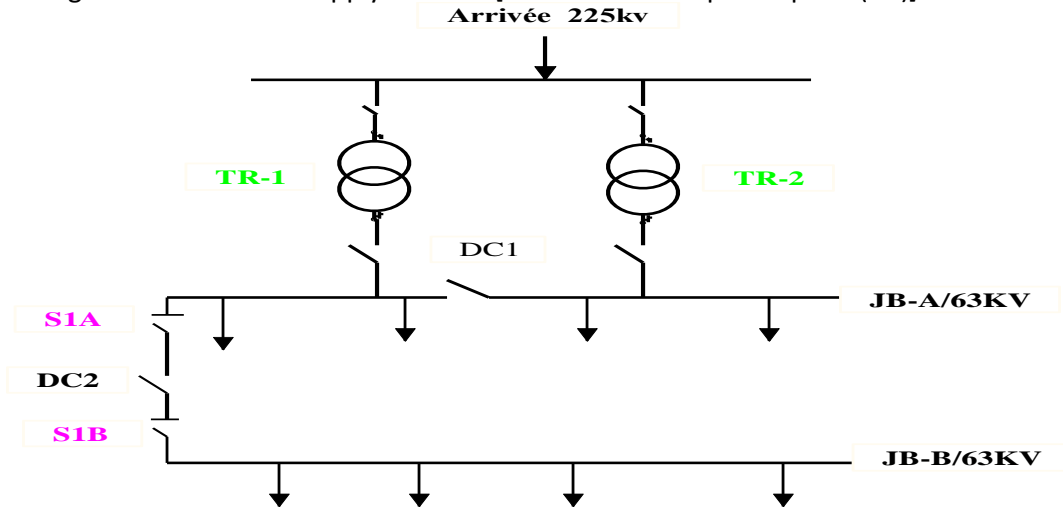 Arrivée 225kv
TR-1
TR-2
DC1
JB-A/63KV
S1A
DC2
S1B
JB-B/63KV